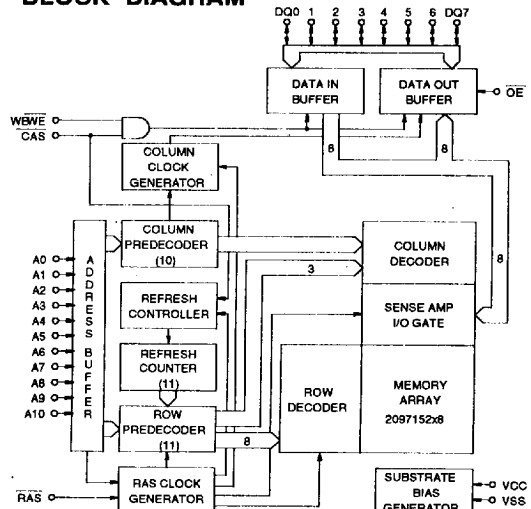 BLOCK DIAGRAM
DQ0 1 2 3 4 5 6 DQ7
DATA IN
BUFFER
DATA OUT
BUFFER
OE
WBWE
CAS
8
8
COLUMN
CLOCK
GENERATOR
COLUMN
PREDECODER
(10)
COLUMN
DECODER
8
3
A0
A1
A2
A3
A4
A5
A6
A7
A8
A9
A10
ADDRESS BUFFER
REFRESH
CONTROLLER
SENSE AMP
I/O GATE
REFRESH
COUNTER
(11)
ROW
DECODER
MEMORY
ARRAY
2097152x8
ROW
PREDECODER
(11)
8
RAS
RAS CLOCK
GENERATOR
SUBSTRATE
BIAS
GENERATOR
VCC
VSS